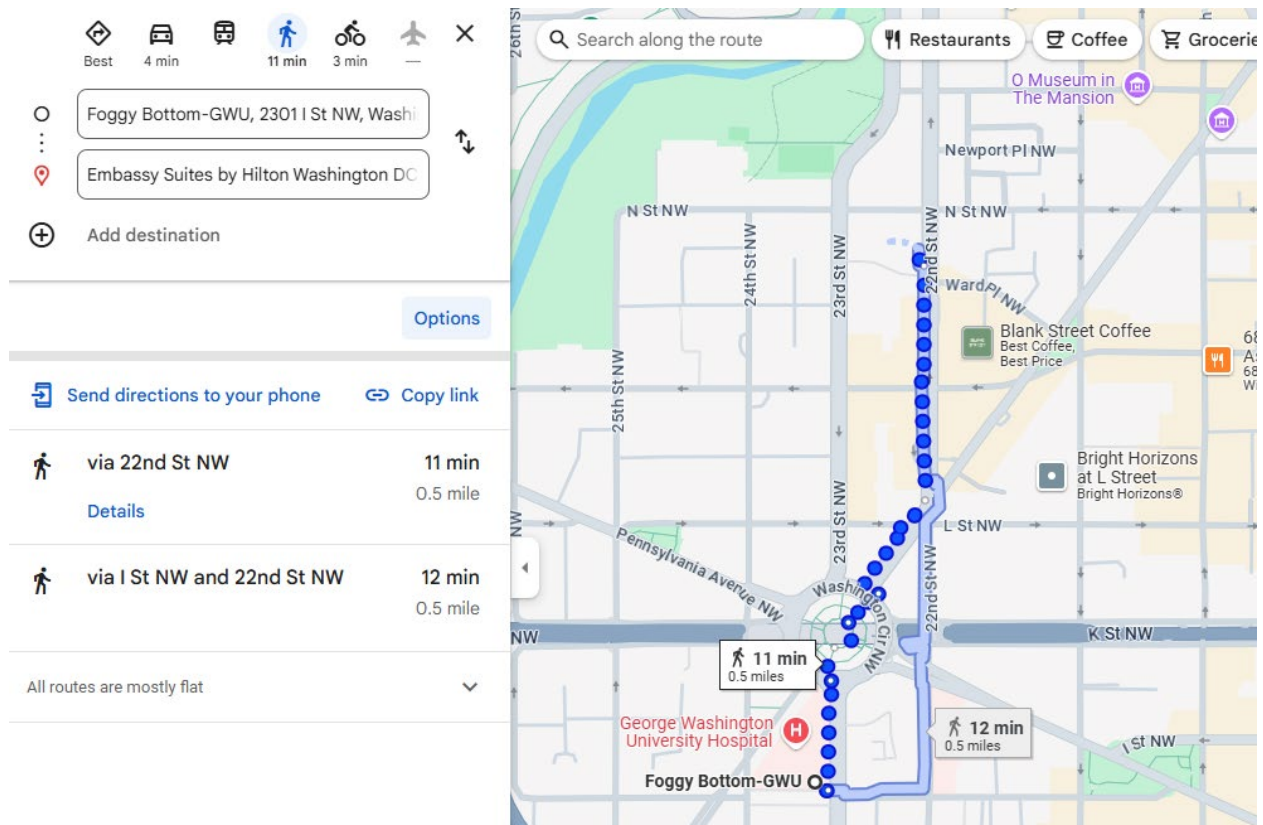 Best
4 min
11 min
3 min
—
Foggy Bottom-GWU, 2301 I St NW, Washi
Embassy Suites by Hilton Washington DC
Add destination
Options
Send directions to your phone
Copy link
via 22nd St NW
11 min
0.5 mile
Details
via I St NW and 22nd St NW
12 min
0.5 mile
All routes are mostly flat
Search along the route
Restaurants
Coffee
Grocerie
26th S
O Museum in
The Mansion
Newport Pl NW
N St NW
N St NW
24th St NW
23rd St NW
22nd St NW
Ward Pl NW
Blank Street Coffee
Best Coffee,
Best Price
68
A
68
Wi
25th St NW
Bright Horizons
at L Street
Bright Horizons®
NW
23rd St NW
L St NW
Pennsylvania Avenue NW
Washington Cir NW
22nd St NW
NW
K St NW
11 min
0.5 miles
George Washington
University Hospital
H
12 min
0.5 miles
I St NW
Foggy Bottom-GWU